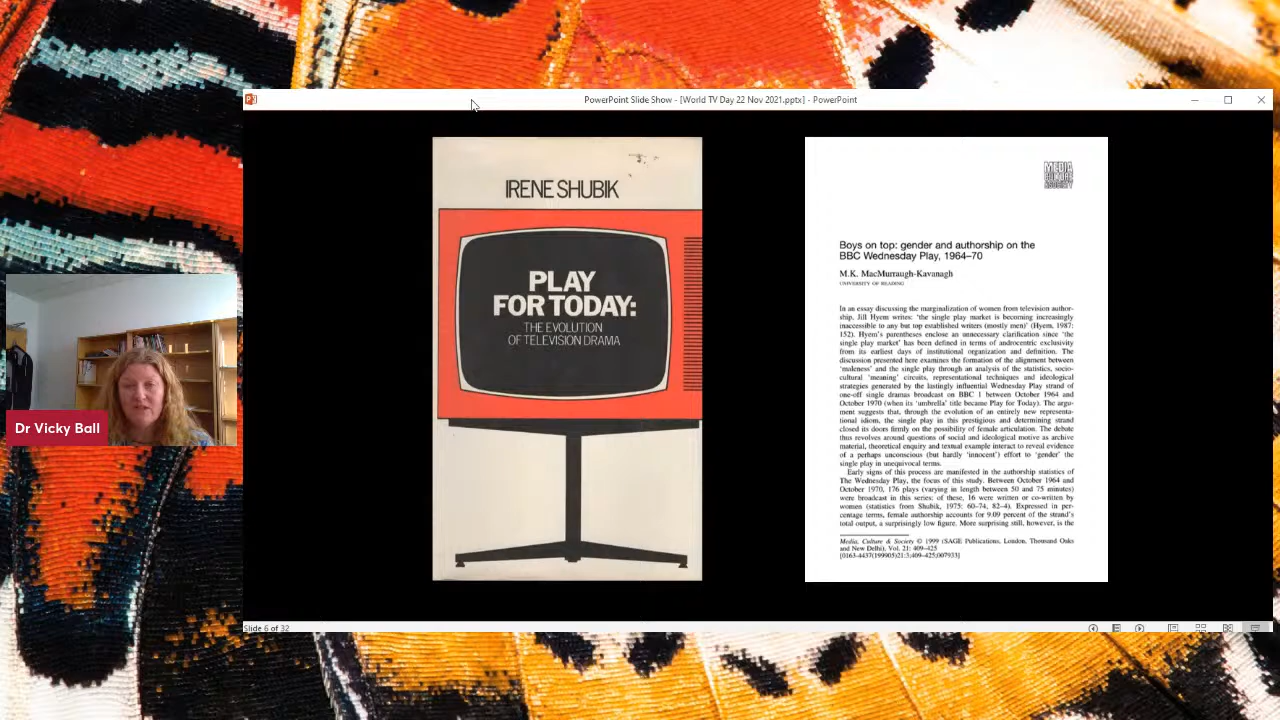 PowerPoint Slide Show - [World TV Day 22 Nov 2021.pptx] - PowerPoint
IRENE SHUBIK
PLAY
FOR TODAY:
THE EVOLUTION
OF TELEVISION DRAMA
MEDIA
CULTURE
&SOCIETY
Boys on top: gender and authorship on the
BBC Wednesday Play, 1964–70
M.K. MacMurraugh-Kavanagh
UNIVERSITY OF READING
In an essay discussing the marginalization of women from television author-
ship, Jill Hyem writes: 'the single play market is becoming increasingly
inaccessible to any but top established writers (mostly men)' (Hyem, 1987:
152). Hyem's parentheses enclose an unnecessary clarification since 'the
single play market' has been defined in terms of androcentric exclusivity
from its earliest days of institutional organization and definition. The
discussion presented here examines the formation of the alignment between
'maleness' and the single play through an analysis of the statistics, socio-
cultural 'meaning' circuits, representational techniques and ideological
strategies generated by the lastingly influential Wednesday Play strand of
one-off single dramas broadcast on BBC 1 between October 1964 and
October 1970 (when its 'umbrella' title became Play for Today). The argu-
ment suggests that, through the evolution of an entirely new representa-
tional idiom, the single play in this prestigious and determining strand
closed its doors firmly on the possibility of female articulation. The debate
thus revolves around questions of social and ideological motive as archive
material, theoretical enquiry and textual example interact to reveal evidence
of a perhaps unconscious (but hardly 'innocent') effort to 'gender' the
single play in unequivocal terms.
Early signs of this process are manifested in the authorship statistics of
The Wednesday Play, the focus of this study. Between October 1964 and
October 1970, 176 plays (varying in length between 50 and 75 minutes)
were broadcast in this series: of these, 16 were written or co-written by
women (statistics from Shubik, 1975: 60–74, 82–4). Expressed in per-
centage terms, female authorship accounts for 9.09 percent of the strand's
total output, a surprisingly low figure. More surprising still, however, is the
Media, Culture & Society © 1999 (SAGE Publications, London, Thousand Oaks
and New Delhi), Vol. 21: 409–425
[0163-4437(199905)21:3;409–425;007933]
Dr Vicky Ball
Slide 6 of 32